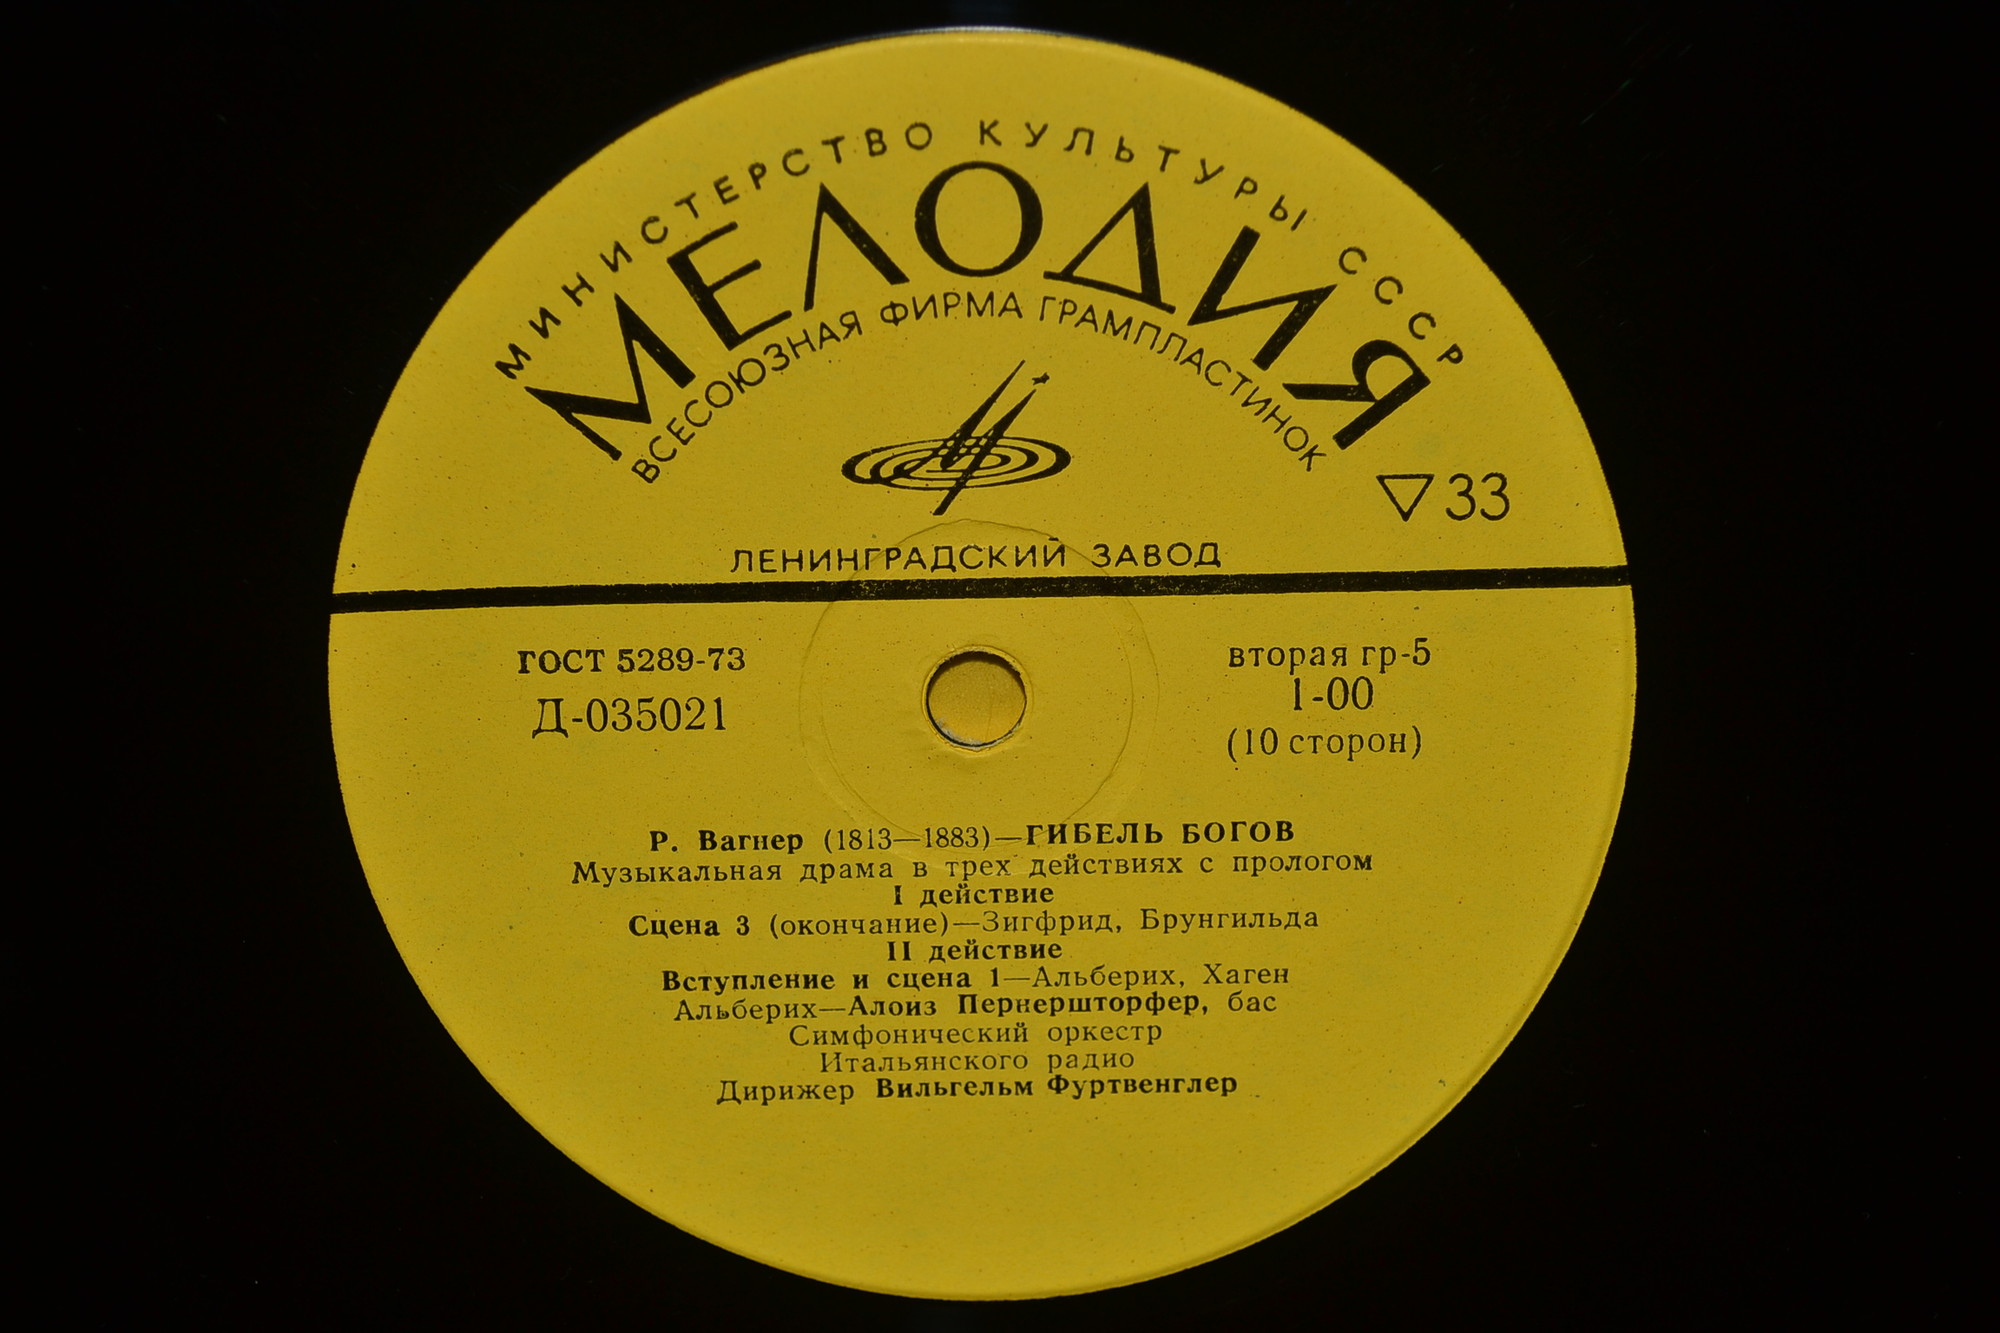 МИНИСТЕРСТВО КУЛЬТУРЫ СССР
МЕЛОДИЯ
ВСЕСОЮЗНАЯ ФИРМА ГРАМПЛАСТИНОК
33
ЛЕНИНГРАДСКИЙ ЗАВОД
ГОСТ 5289-73
Д-035021
вторая гр-5
1-00
(10 сторон)
Р. Вагнер (1813—1883)—ГИБЕЛЬ БОГОВ
Музыкальная драма в трех действиях с прологом
I действие
Сцена 3 (окончание)—Зигфрид, Брунгильда
II действие
Вступление и сцена 1—Альберих, Хаген
Альберих—Алоиз Пернершторфер, бас
Симфонический оркестр
Итальянского радио
Дирижер Вильгельм Фуртвенглер